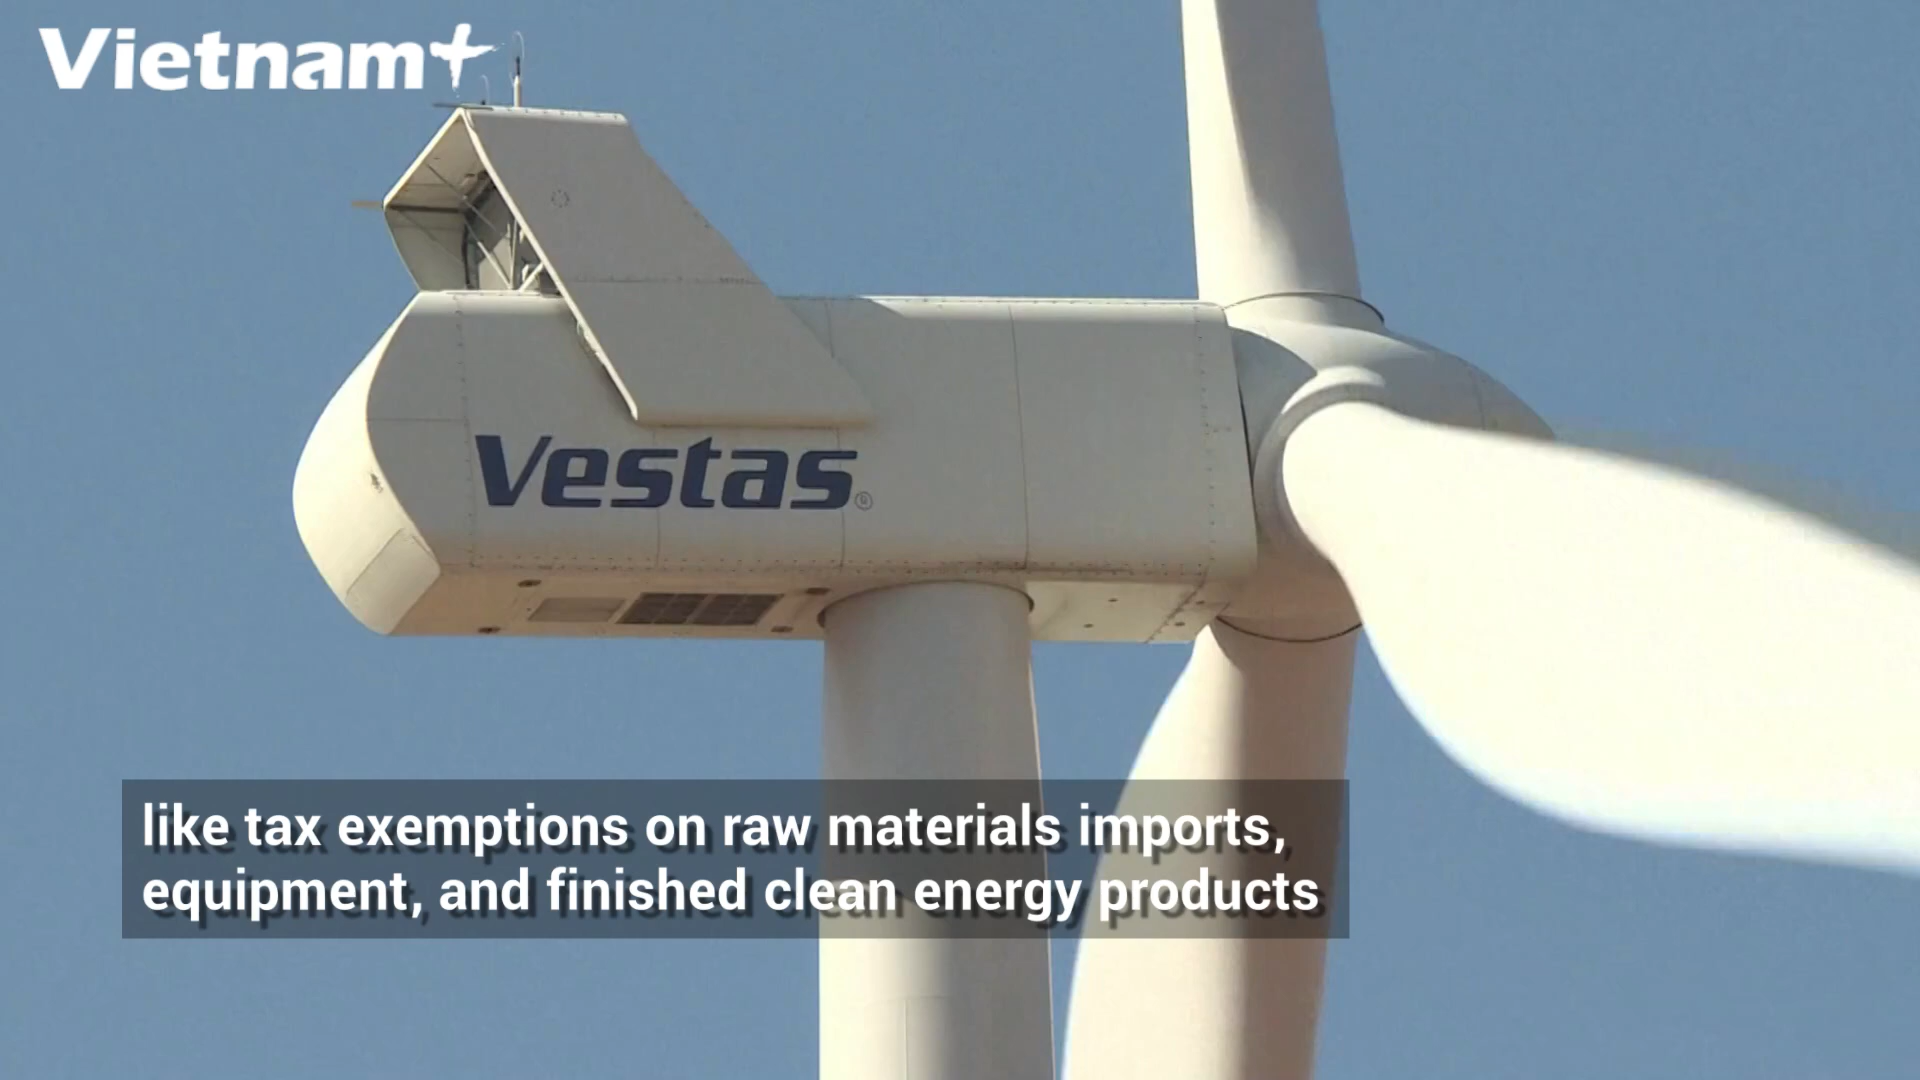 Vietnam+
Vestas
like tax exemptions on raw materials imports,
equipment, and finished clean energy products